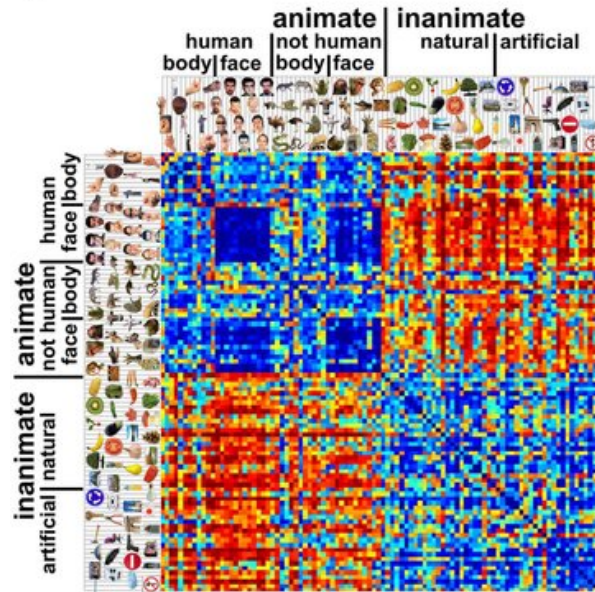 animate inanimate
human not human natural artificial
body face body face
human
face body
animate
not human
face body
inanimate
natural
artificial